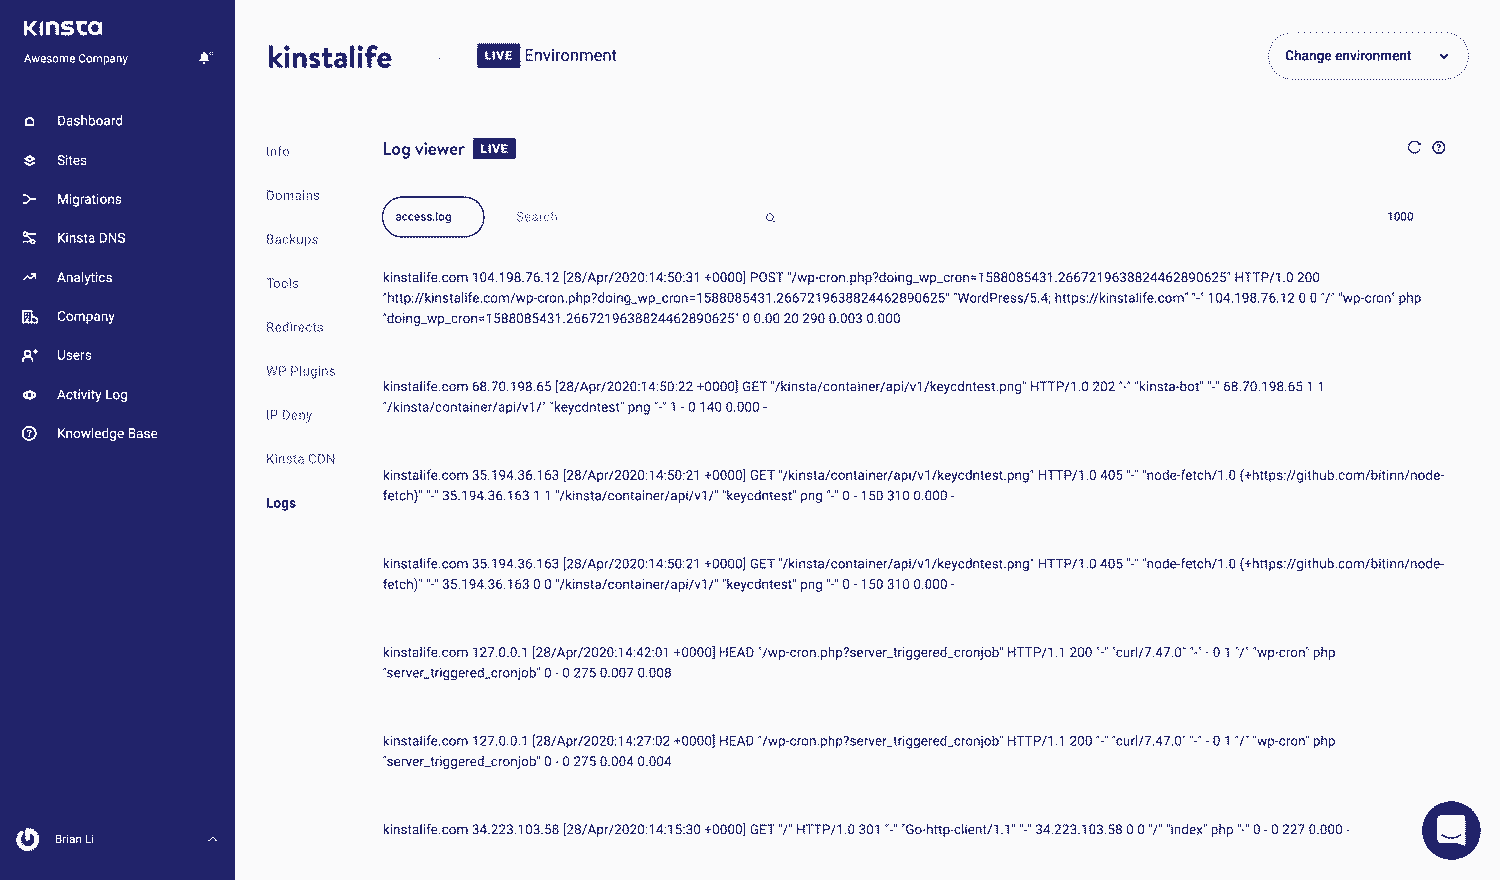 Kinsta
Awesome Company
Dashboard
Sites
Migrations
Kinsta DNS
Analytics
Company
Users
Activity Log
Knowledge Base
Brian Li
kinstalife
LIVE Environment
Change environment
Info
Domains
Backups
Tools
Redirects
WP Plugins
IP Deny
Kinsta CDN
Logs
Log viewer LIVE
access.log
Search
1000
kinstalife.com 104.198.76.12 [28/Apr/2020:14:50:31 +0000] POST "/wp-cron.php?doing_wp_cron=1588085431.2667219638824462890625" HTTP/1.0 200
"http://kinstalife.com/wp-cron.php?doing_wp_cron=1588085431.2667219638824462890625" "WordPress/5.4; https://kinstalife.com" "-" 104.198.76.12 0 0 "/" "wp-cron" php
"doing_wp_cron=1588085431.2667219638824462890625" 0 0.00 20 290 0.003 0.000
kinstalife.com 68.70.198.65 [28/Apr/2020:14:50:22 +0000] GET "/kinsta/container/api/v1/keycdntest.png" HTTP/1.0 202 "-" "kinsta-bot" "-" 68.70.198.65 1 1
"/kinsta/container/api/v1/" "keycdntest" png "-" 1 - 0 140 0.000 -
kinstalife.com 35.194.36.163 [28/Apr/2020:14:50:21 +0000] GET "/kinsta/container/api/v1/keycdntest.png" HTTP/1.0 405 "-" "node-fetch/1.0 (+https://github.com/bitinn/node-
fetch)" "-" 35.194.36.163 1 1 "/kinsta/container/api/v1/" "keycdntest" png "-" 0 - 150 310 0.000 -
kinstalife.com 35.194.36.163 [28/Apr/2020:14:50:21 +0000] GET "/kinsta/container/api/v1/keycdntest.png" HTTP/1.0 405 "-" "node-fetch/1.0 (+https://github.com/bitinn/node-
fetch)" "-" 35.194.36.163 0 0 "/kinsta/container/api/v1/" "keycdntest" png "-" 0 - 150 310 0.000 -
kinstalife.com 127.0.0.1 [28/Apr/2020:14:42:01 +0000] HEAD "/wp-cron.php?server_triggered_cronjob" HTTP/1.1 200 "-" "curl/7.47.0" "-" - 0 1 "/" "wp-cron" php
"server_triggered_cronjob" 0 - 0 275 0.007 0.008
kinstalife.com 127.0.0.1 [28/Apr/2020:14:27:02 +0000] HEAD "/wp-cron.php?server_triggered_cronjob" HTTP/1.1 200 "-" "curl/7.47.0" "-" - 0 1 "/" "wp-cron" php
"server_triggered_cronjob" 0 - 0 275 0.004 0.004
kinstalife.com 34.223.103.58 [28/Apr/2020:14:15:30 +0000] GET "/" HTTP/1.0 301 "-" "Go-http-client/1.1" "-" 34.223.103.58 0 0 "/" "index" php "-" 0 - 0 227 0.000 -